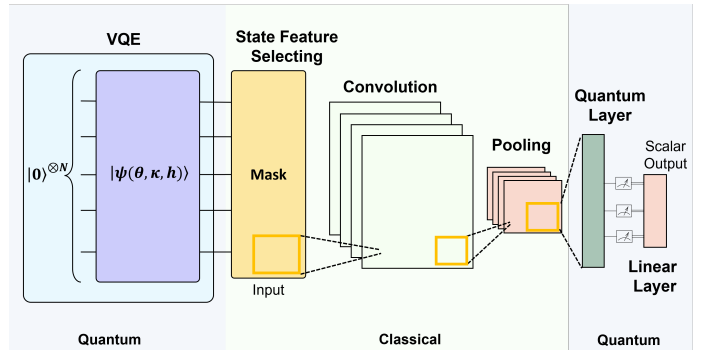 VQE
|0⟩⊗N
|ψ(θ, κ, h)⟩
State Feature
Selecting
Mask
Input
Convolution
Pooling
Quantum
Layer
Scalar
Output
Linear
Layer
Quantum
Classical
Quantum